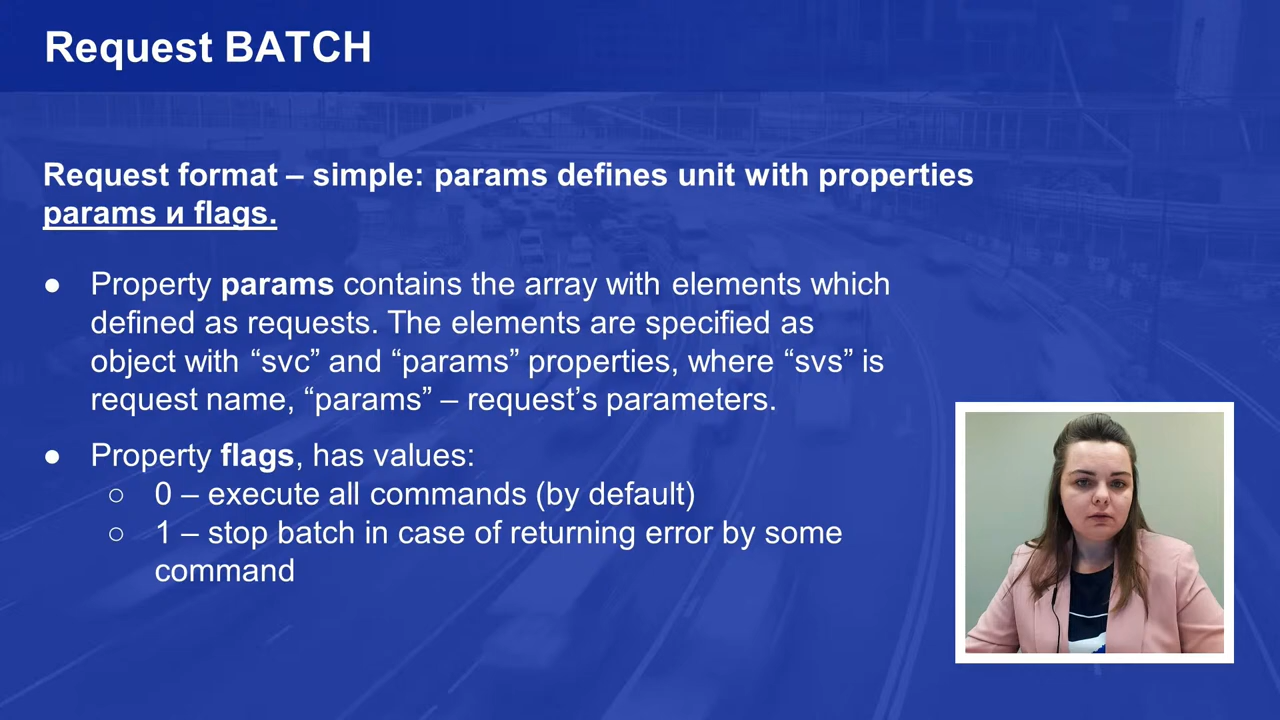 Request BATCH
Request format – simple: params defines unit with properties
params и flags.
● Property params contains the array with elements which
defined as requests. The elements are specified as
object with “svc” and “params” properties, where “svs” is
request name, “params” – request’s parameters.
● Property flags, has values:
○ 0 – execute all commands (by default)
○ 1 – stop batch in case of returning error by some
command